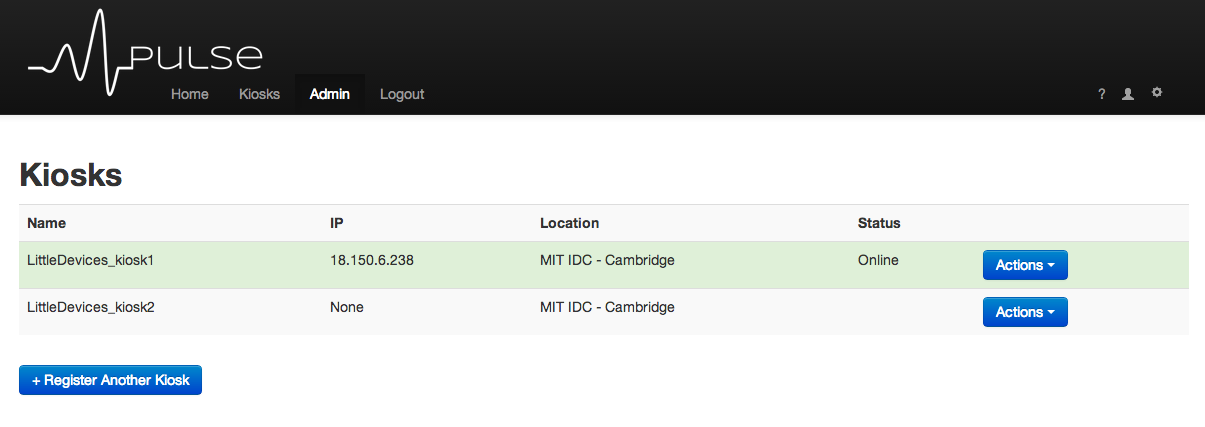 PULSE
Home Kiosks Admin Logout ?
Kiosks
Name IP Location Status
LittleDevices_kiosk1 18.150.6.238 MIT IDC - Cambridge Online Actions
LittleDevices_kiosk2 None MIT IDC - Cambridge Actions
+ Register Another Kiosk